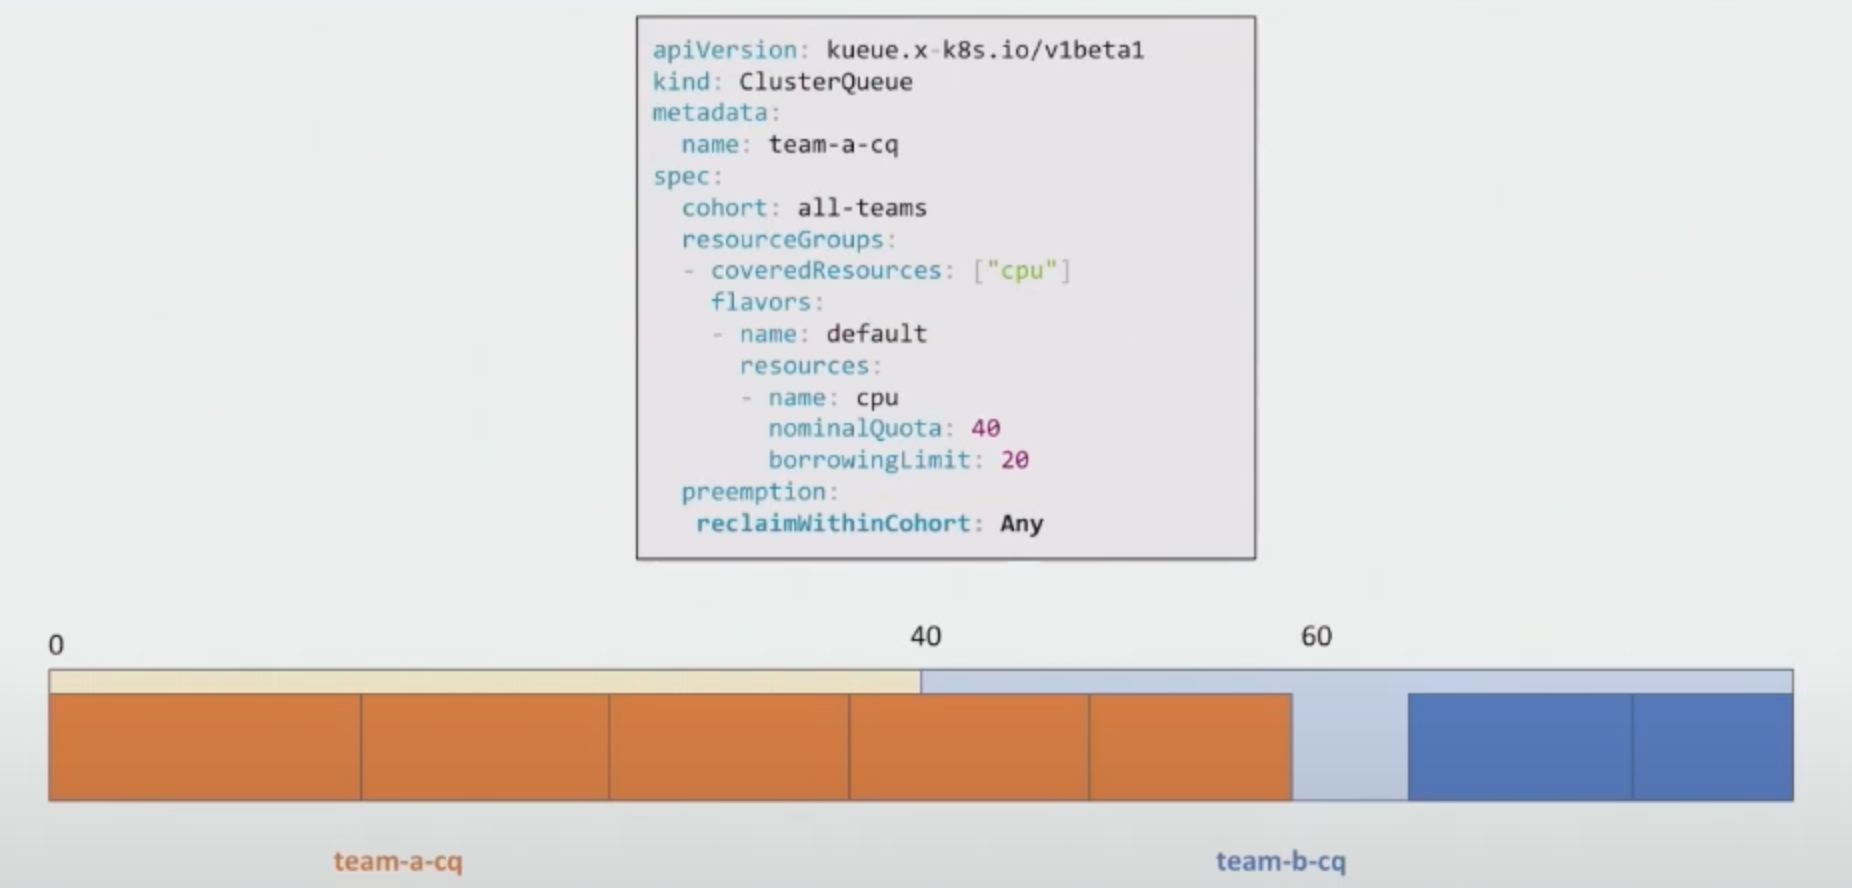 apiVersion: kueue.x-k8s.io/v1beta1
kind: ClusterQueue
metadata:
  name: team-a-cq
spec:
  cohort: all-teams
  resourceGroups:
  - coveredResources: ["cpu"]
    flavors:
    - name: default
      resources:
      - name: cpu
        nominalQuota: 40
        borrowingLimit: 20
  preemption:
   reclaimWithinCohort: Any
0 40 60
team-a-cq team-b-cq